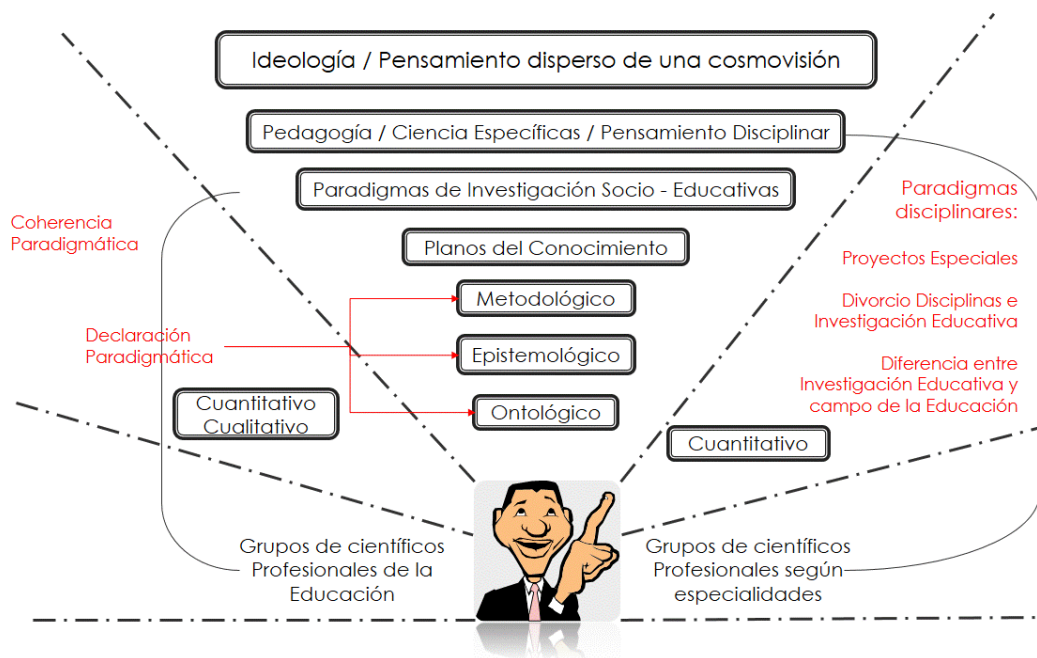 Ideología / Pensamiento disperso de una cosmovisión
Pedagogía / Ciencia Específicas / Pensamiento Disciplinar
Paradigmas de Investigación Socio - Educativas
Planos del Conocimiento
Metodológico
Epistemológico
Ontológico
Coherencia
Paradigmática
Declaración
Paradigmática
Cuantitativo
Cualitativo
Grupos de científicos
Profesionales de la
Educación
Paradigmas
disciplinares:
Proyectos Especiales
Divorcio Disciplinas e
Investigación Educativa
Diferencia entre
Investigación Educativa y
campo de la Educación
Cuantitativo
Grupos de científicos
Profesionales según
especialidades